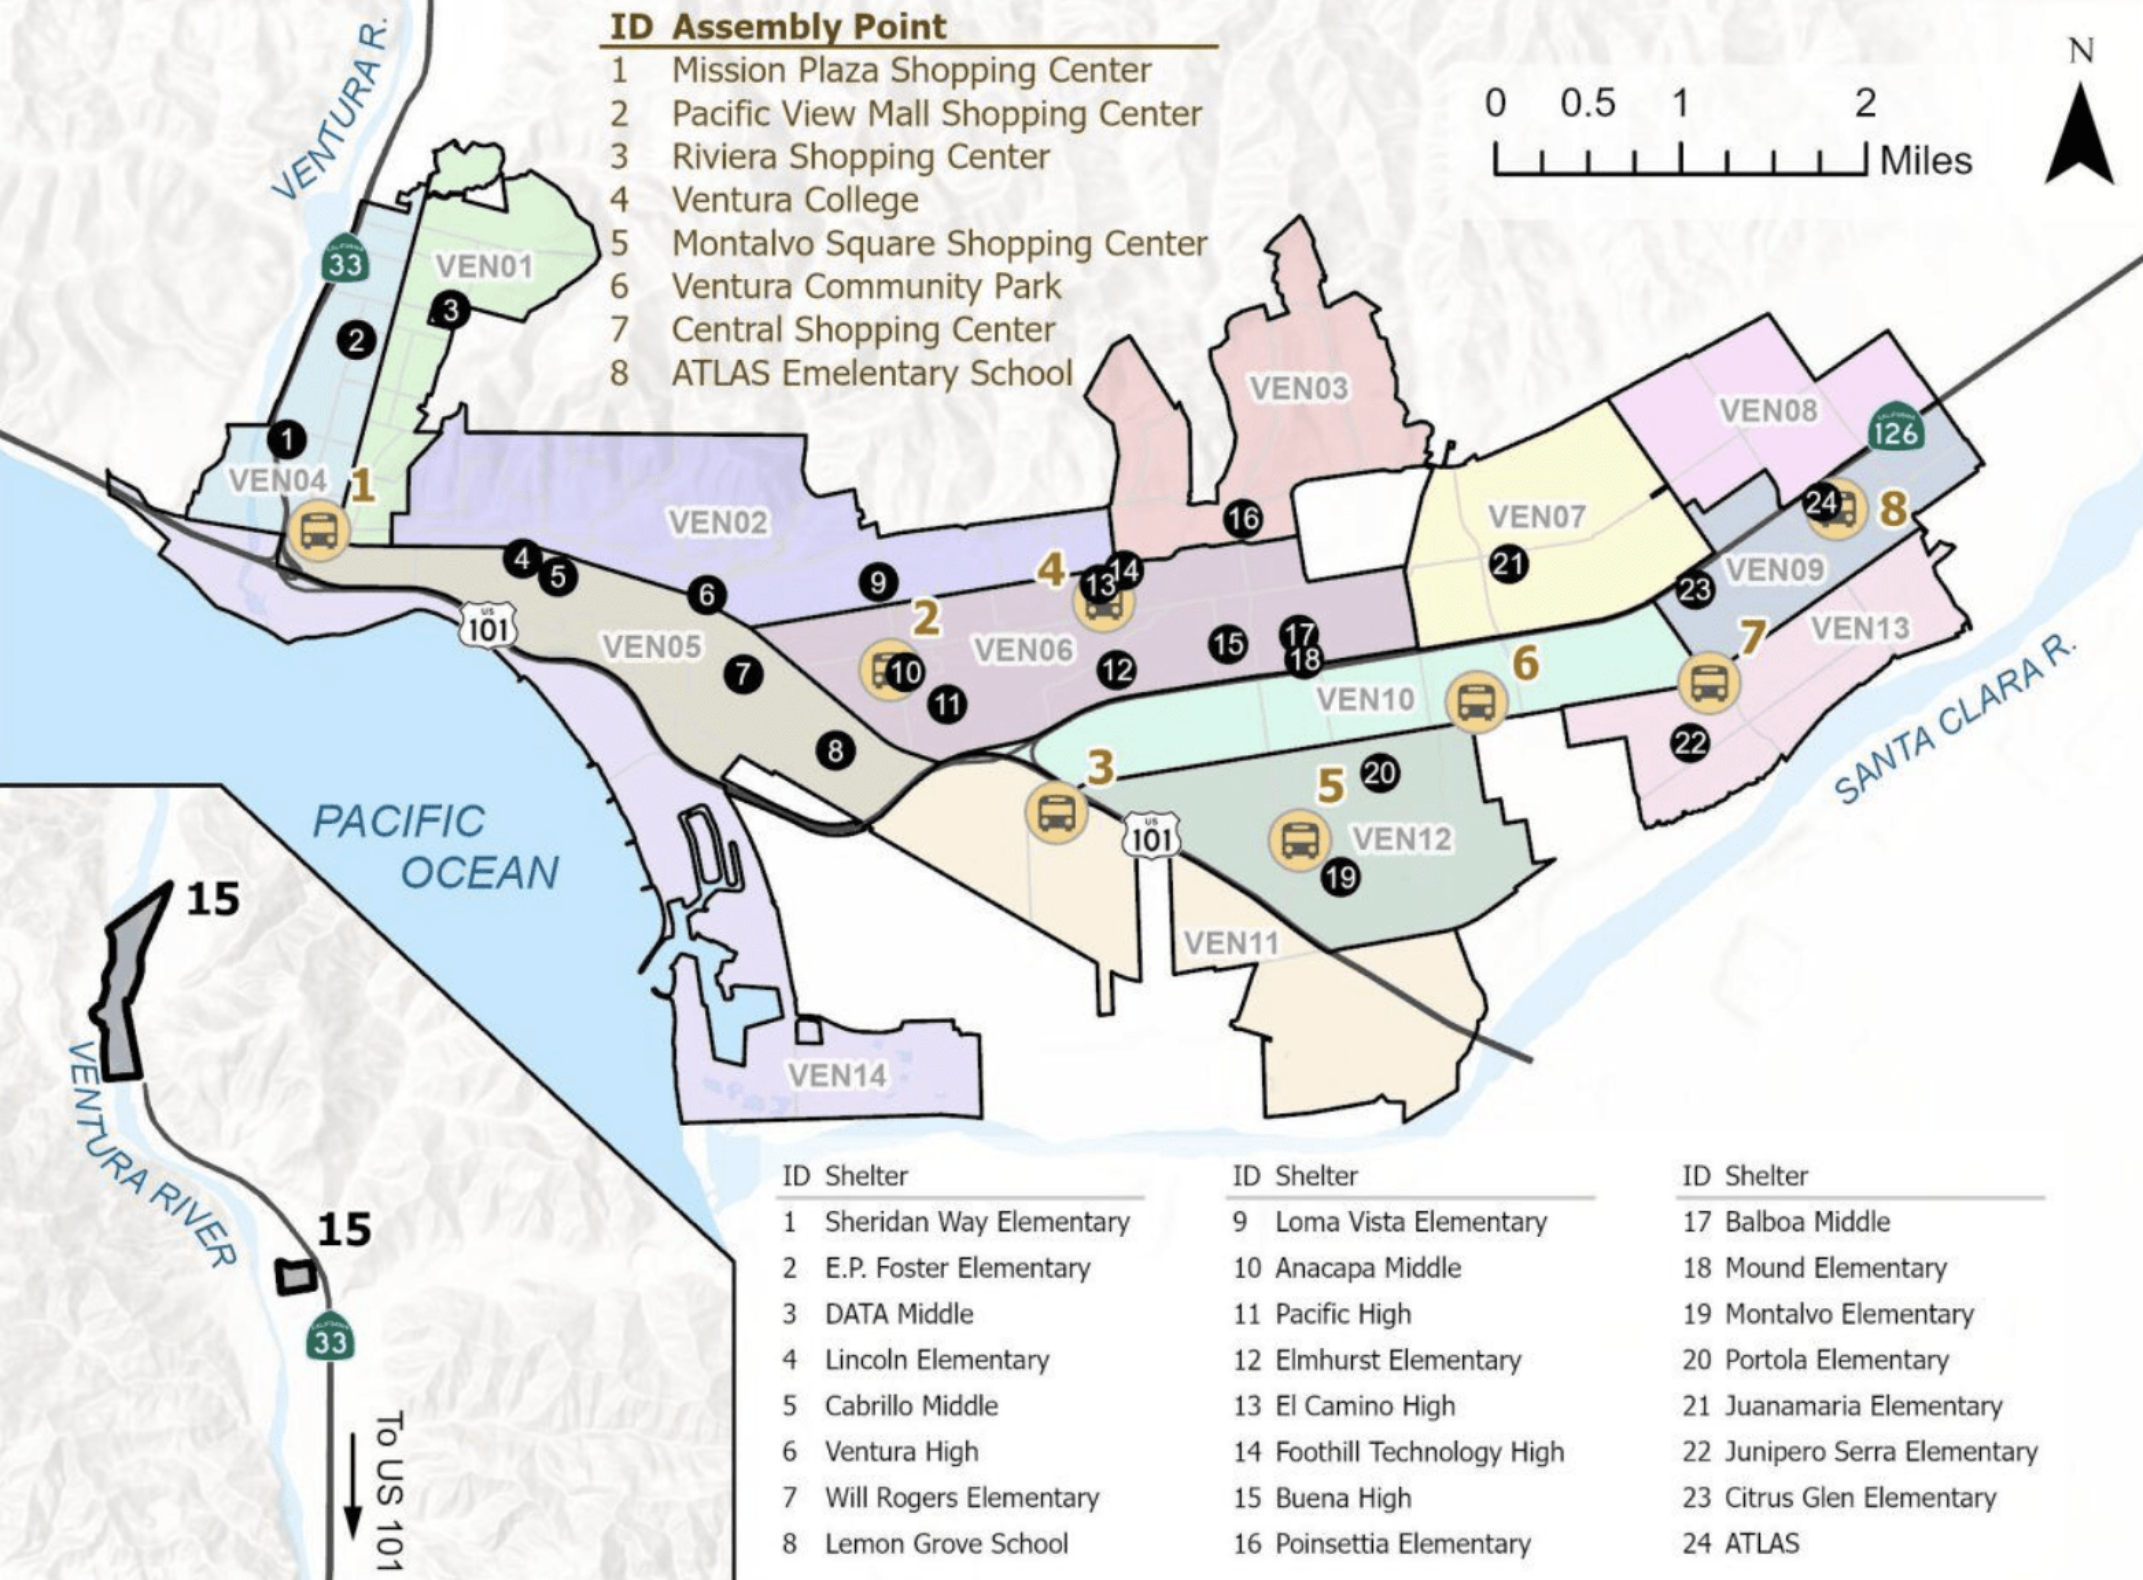 ID Assembly Point
1 Mission Plaza Shopping Center
2 Pacific View Mall Shopping Center
3 Riviera Shopping Center
4 Ventura College
5 Montalvo Square Shopping Center
6 Ventura Community Park
7 Central Shopping Center
8 ATLAS Emelentary School
N
0 0.5 1 2
Miles
VENTURA R.
CALIFORNIA
33
VEN01
3
2
1
VEN04
1
VEN02
VEN03
VEN08
CALIFORNIA
126
VEN07
16
24
8
4
5
6
9
4
13
14
21
23
VEN09
US
101
VEN05
7
2
10
11
VEN06
12
15
17
18
6
VEN10
7
VEN13
22
SANTA CLARA R.
8
3
US
101
5
20
VEN12
19
VEN11
VEN14
PACIFIC
OCEAN
15
VENTURA RIVER
15
CALIFORNIA
33
To US 101
ID Shelter
1 Sheridan Way Elementary
2 E.P. Foster Elementary
3 DATA Middle
4 Lincoln Elementary
5 Cabrillo Middle
6 Ventura High
7 Will Rogers Elementary
8 Lemon Grove School
ID Shelter
9 Loma Vista Elementary
10 Anacapa Middle
11 Pacific High
12 Elmhurst Elementary
13 El Camino High
14 Foothill Technology High
15 Buena High
16 Poinsettia Elementary
ID Shelter
17 Balboa Middle
18 Mound Elementary
19 Montalvo Elementary
20 Portola Elementary
21 Juanamaria Elementary
22 Junipero Serra Elementary
23 Citrus Glen Elementary
24 ATLAS